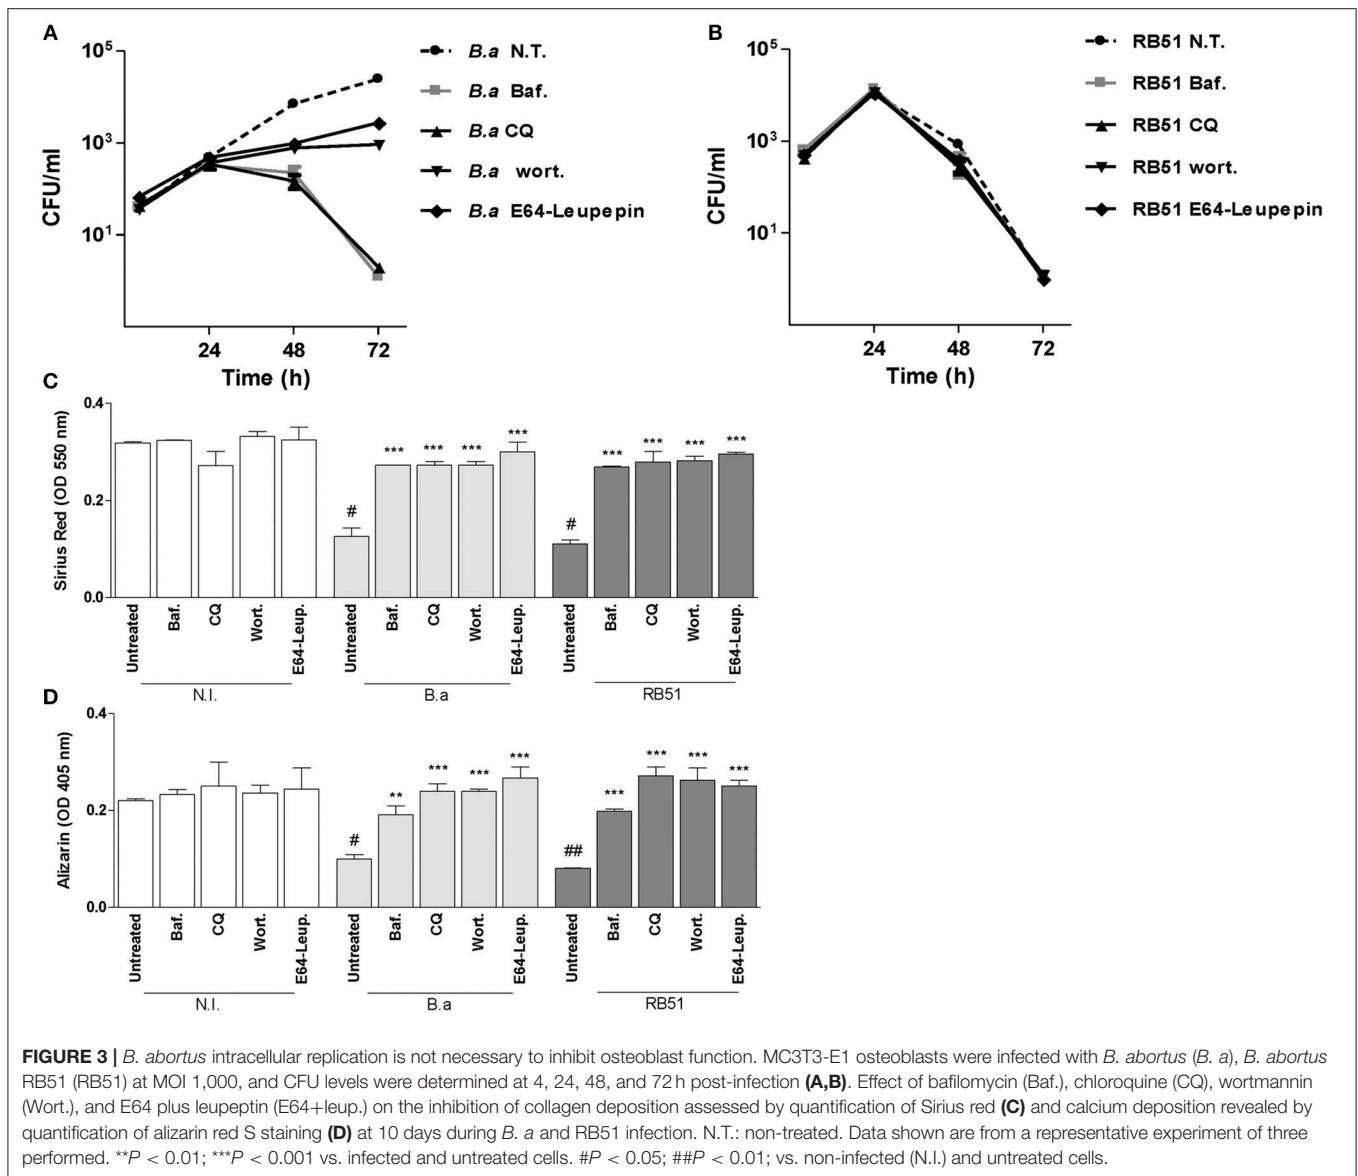 A
10^5
10^3
10^1
CFU/ml
24 48 72
Time (h)
B.a N.T.
B.a Baf.
B.a CQ
B.a wort.
B.a E64-Leupepin
B
10^5
10^3
10^1
CFU/ml
24 48 72
Time (h)
RB51 N.T.
RB51 Baf.
RB51 CQ
RB51 wort.
RB51 E64-Leupepin
C
Sirius Red (OD 550 nm)
0.4
0.2
0.0
# *** *** *** ***
# *** *** *** ***
Untreated Baf. CQ Wort. E64-Leup.
Untreated Baf. CQ Wort. E64-Leup.
Untreated Baf. CQ Wort. E64-Leup.
N.I. B.a RB51
D
Alizarin (OD 405 nm)
0.4
0.2
0.0
# ** *** *** ***
## *** *** *** ***
Untreated Baf. CQ Wort. E64-Leup.
Untreated Baf. CQ Wort. E64-Leup.
Untreated Baf. CQ Wort. E64-Leup.
N.I. B.a RB51
FIGURE 3 | B. abortus intracellular replication is not necessary to inhibit osteoblast function. MC3T3-E1 osteoblasts were infected with B. abortus (B. a), B. abortus
RB51 (RB51) at MOI 1,000, and CFU levels were determined at 4, 24, 48, and 72 h post-infection (A,B). Effect of bafilomycin (Baf.), chloroquine (CQ), wortmannin
(Wort.), and E64 plus leupeptin (E64+leup.) on the inhibition of collagen deposition assessed by quantification of Sirius red (C) and calcium deposition revealed by
quantification of alizarin red S staining (D) at 10 days during B. a and RB51 infection. N.T.: non-treated. Data shown are from a representative experiment of three
performed. **P < 0.01; ***P < 0.001 vs. infected and untreated cells. #P < 0.05; ##P < 0.01; vs. non-infected (N.I.) and untreated cells.